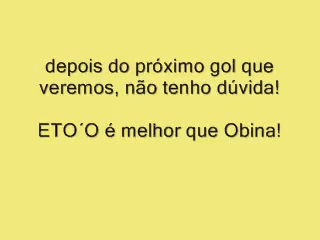 depois do próximo gol que
veremos, não tenho dúvida!
ETO´O é melhor que Obina!